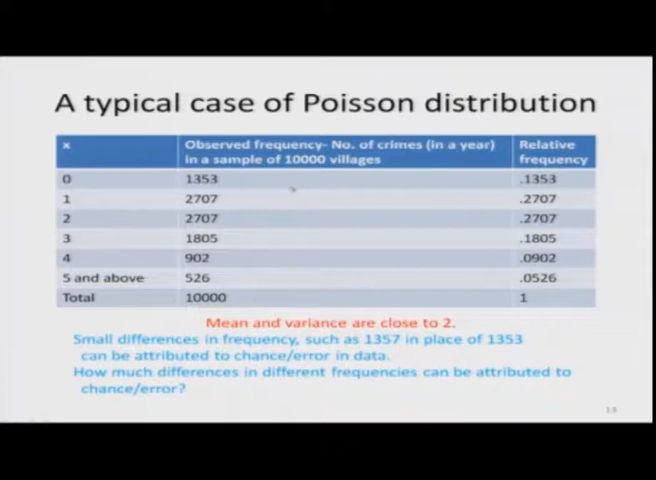 A typical case of Poisson distribution
x Observed frequency- No. of crimes (in a year) Relative
in a sample of 10000 villages frequency
0 1353 .1353
1 2707 .2707
2 2707 .2707
3 1805 .1805
4 902 .0902
5 and above 526 .0526
Total 10000 1
Mean and variance are close to 2.
Small differences in frequency, such as 1357 in place of 1353
can be attributed to chance/error in data.
How much differences in different frequencies can be attributed to
chance/error?